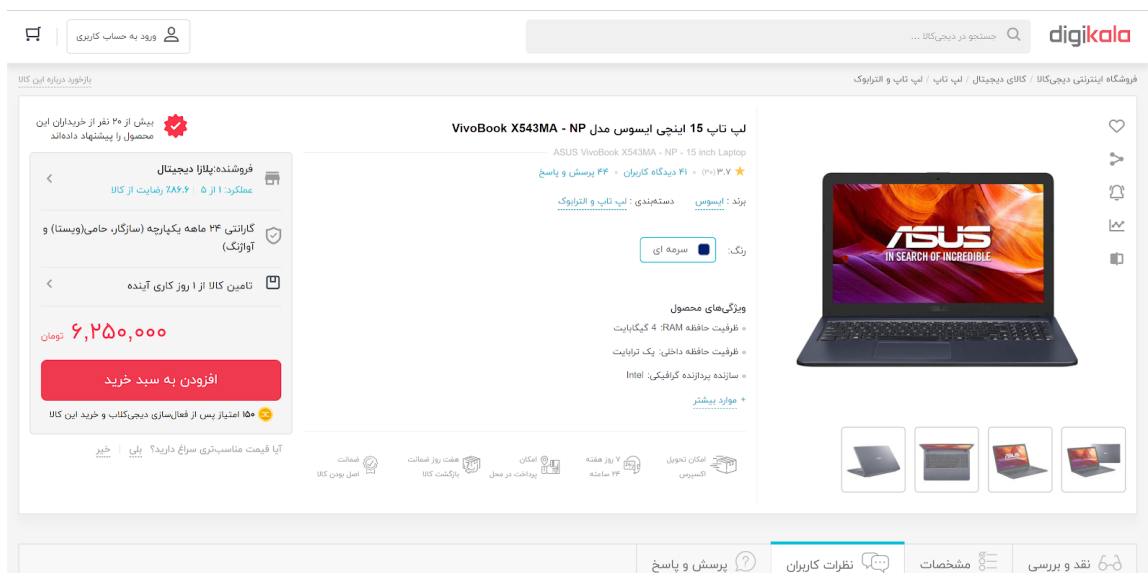 digikala
جستجو در دیجی‌کالا ...
ورود به حساب کاربری
فروشگاه اینترنتی دیجی‌کالا / کالای دیجیتال / لپ تاپ / لپ تاپ و الترابوک
بازخورد درباره این کالا
لپ تاپ 15 اینچی ایسوس مدل VivoBook X543MA - NP
ASUS VivoBook X543MA - NP - 15 inch Laptop
۳.۷ (۳۰) ۴۱ دیدگاه کاربران ۴۴ پرسش و پاسخ
برند : ایسوس دسته‌بندی : لپ تاپ و الترابوک
رنگ: سرمه ای
ویژگی‌های محصول
ظرفیت حافظه RAM: 4 گیگابایت
ظرفیت حافظه داخلی: یک ترابایت
سازنده پردازنده گرافیکی: Intel
+ موارد بیشتر
ASUS
IN SEARCH OF INCREDIBLE
بیش از ۲۰ نفر از خریداران این
محصول را پیشنهاد داده‌اند
فروشنده:پلازا دیجیتال
عملکرد: ۱ از ۵ | ۸۶.۶٪ رضایت از کالا
گارانتی ۲۴ ماهه یکپارچه (سازگار، حامی(ویستا) و
آواژنگ)
تامین کالا از ۱ روز کاری آینده
۶,۲۵۰,۰۰۰ تومان
افزودن به سبد خرید
۱۵۰ امتیاز پس از فعال‌سازی دیجی‌کلاب و خرید این کالا
آیا قیمت مناسب‌تری سراغ دارید؟ بلی | خیر
امکان تحویل
اکسپرس
۷ روز هفته
۲۴ ساعته
امکان
پرداخت در محل
هفت روز ضمانت
بازگشت کالا
ضمانت
اصل بودن کالا
نقد و بررسی
مشخصات
نظرات کاربران
پرسش و پاسخ